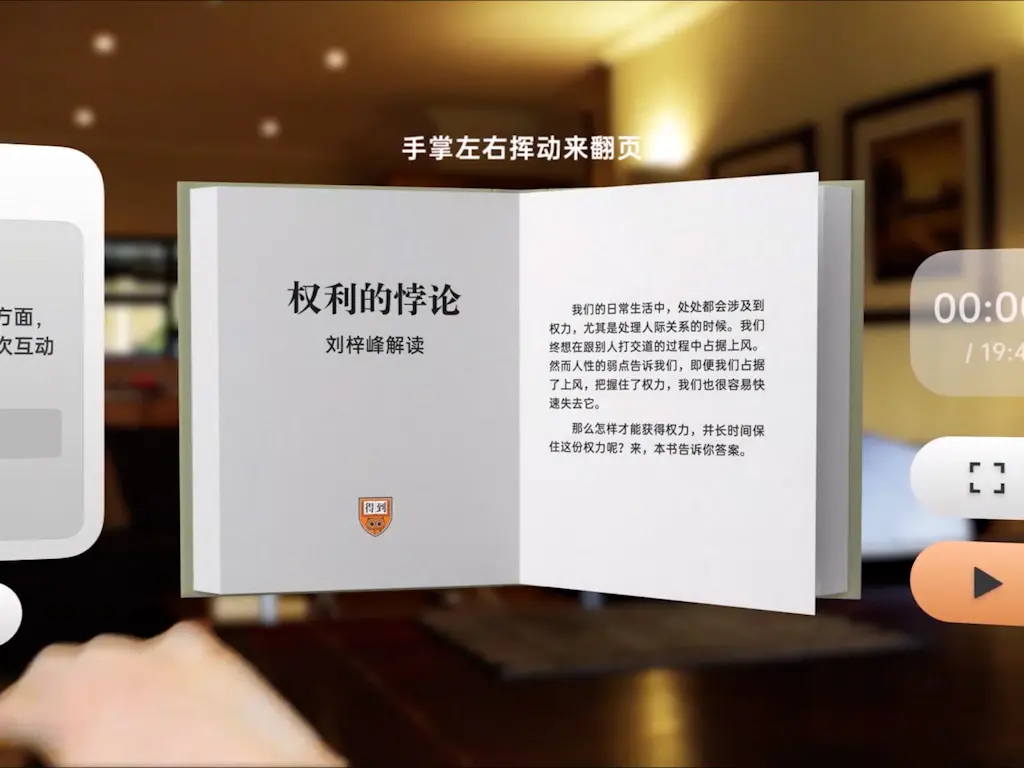 手掌左右挥动来翻页
方面，
次互动
权利的悖论
刘梓峰解读
得到
我们的日常生活中，处处都会涉及到
权力，尤其是处理人际关系的时候。我们
终想在跟别人打交道的过程中占据上风。
然而人性的弱点告诉我们，即便我们占据
了上风，把握住了权力，我们也很容易快
速失去它。
那么怎样才能获得权力，并长时间保
住这份权力呢？来，本书告诉你答案。
00:00
/ 19:4